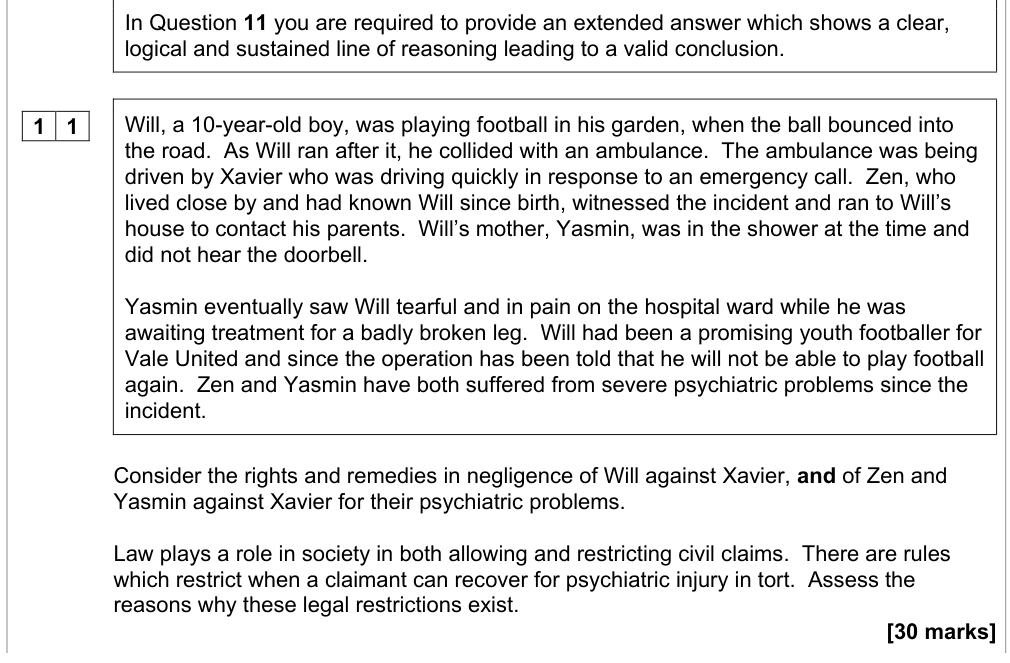 In Question 11 you are required to provide an extended answer which shows a clear,
logical and sustained line of reasoning leading to a valid conclusion.
1 1
Will, a 10-year-old boy, was playing football in his garden, when the ball bounced into
the road. As Will ran after it, he collided with an ambulance. The ambulance was being
driven by Xavier who was driving quickly in response to an emergency call. Zen, who
lived close by and had known Will since birth, witnessed the incident and ran to Will's
house to contact his parents. Will's mother, Yasmin, was in the shower at the time and
did not hear the doorbell.
Yasmin eventually saw Will tearful and in pain on the hospital ward while he was
awaiting treatment for a badly broken leg. Will had been a promising youth footballer for
Vale United and since the operation has been told that he will not be able to play football
again. Zen and Yasmin have both suffered from severe psychiatric problems since the
incident.
Consider the rights and remedies in negligence of Will against Xavier, and of Zen and
Yasmin against Xavier for their psychiatric problems.
Law plays a role in society in both allowing and restricting civil claims. There are rules
which restrict when a claimant can recover for psychiatric injury in tort. Assess the
reasons why these legal restrictions exist.
[30 marks]